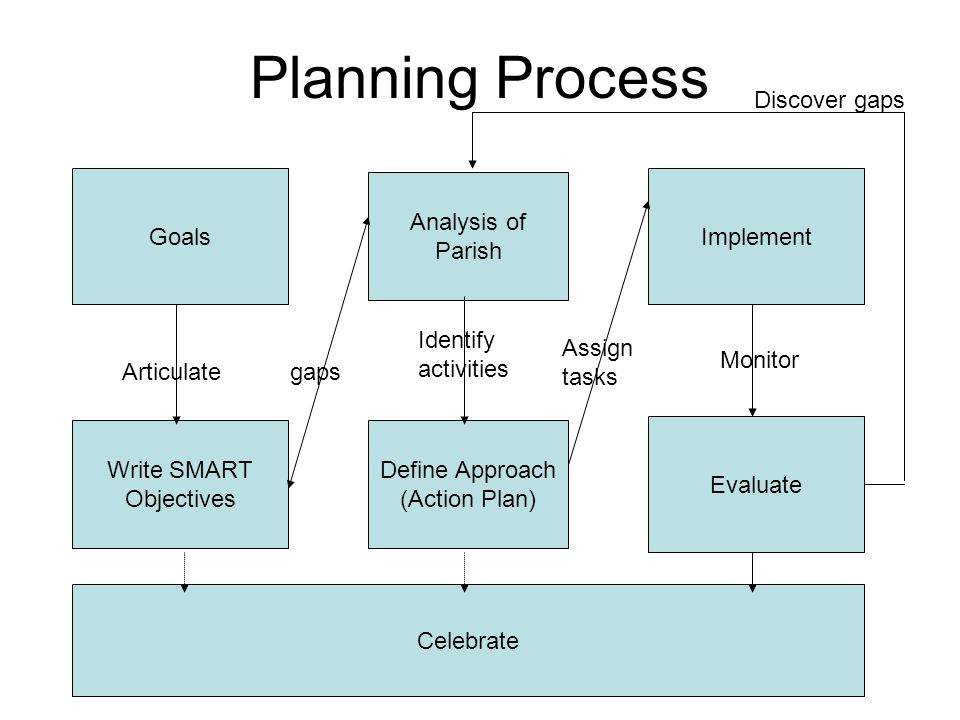 Planning Process
Discover gaps
Goals
Analysis of
Parish
Implement
Articulate
gaps
Identify
activities
Assign
tasks
Monitor
Write SMART
Objectives
Define Approach
(Action Plan)
Evaluate
Celebrate